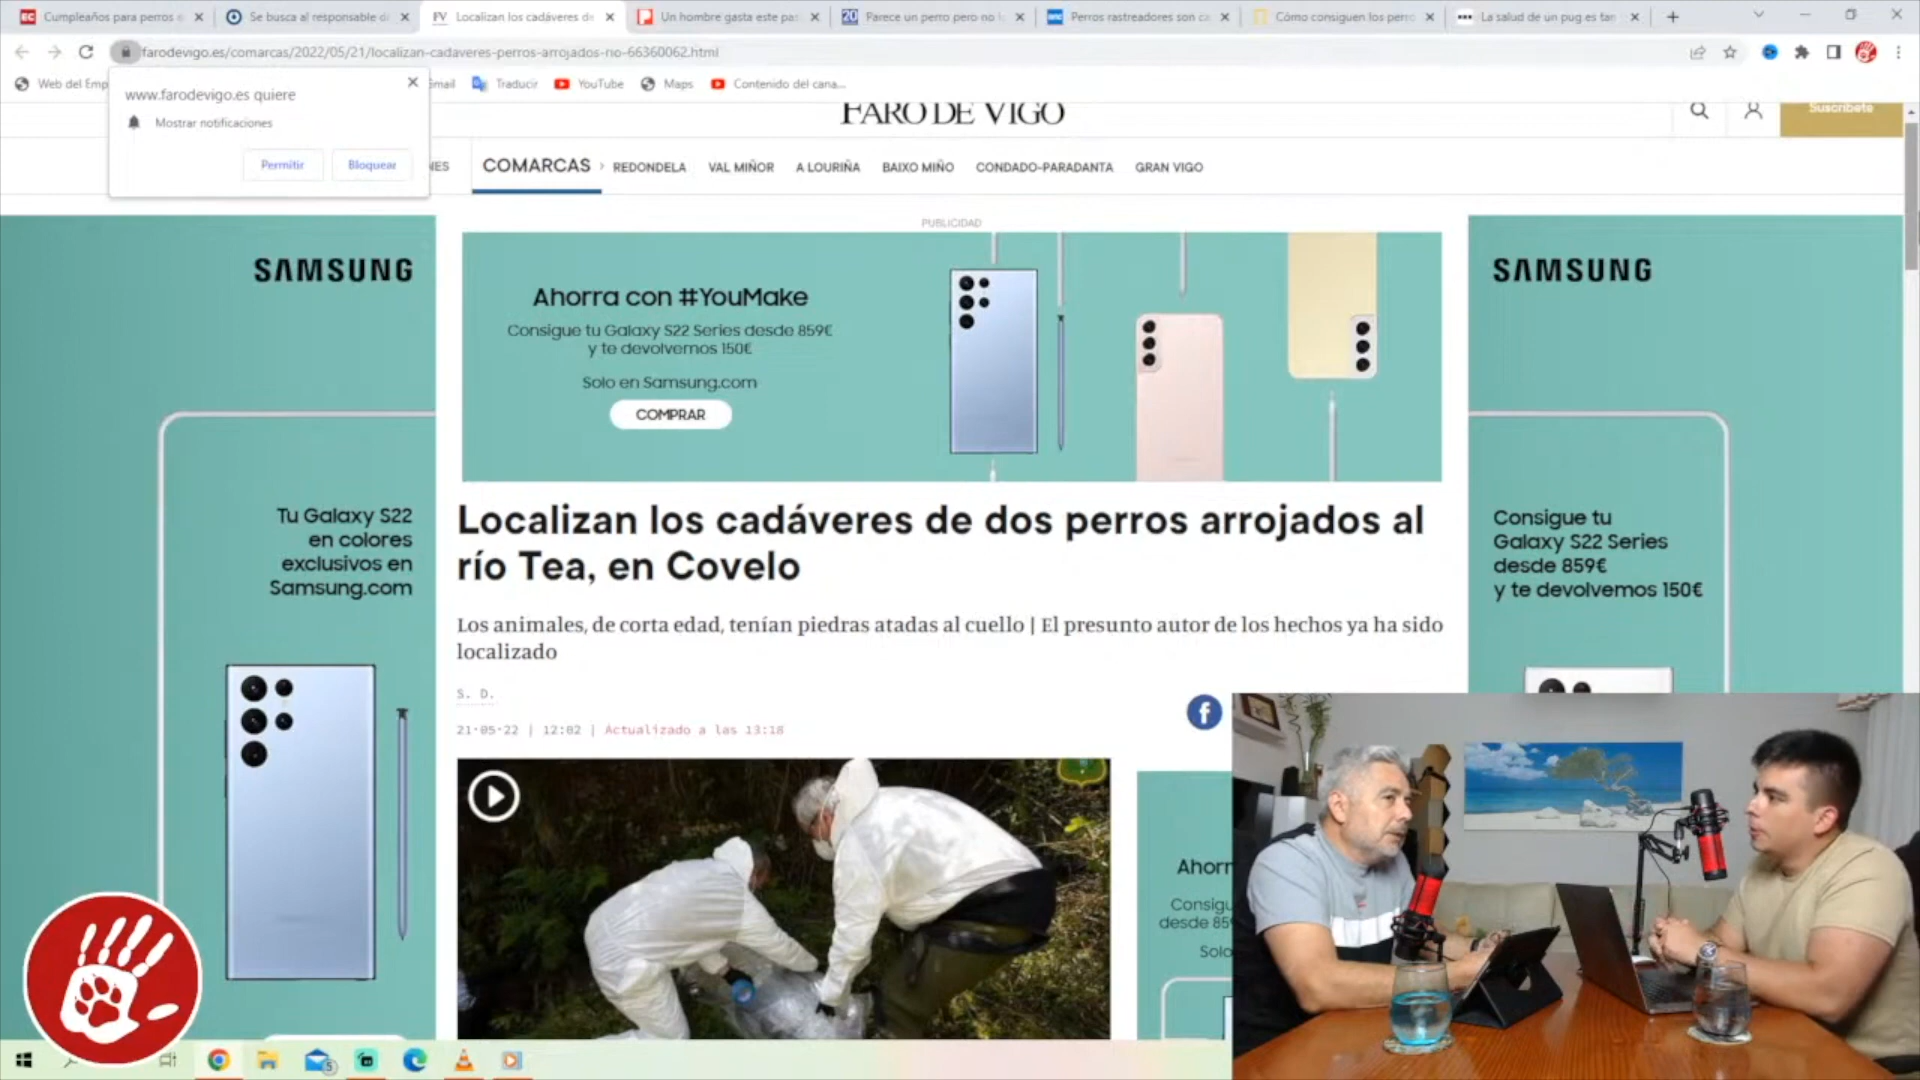 EC Cumpleaños para perros
Se busca al responsable
FV Localizan los cadáveres de
Un hombre gasta este
20 Parece un perro pero no
Perros rastreadores son
Cómo consiguen los perro
La salud de un pug es tan
farodevigo.es/comarcas/2022/05/21/localizan-cadaveres-perros-arrojados-no-66360062.html
Web del Emp
Email
Traducir
YouTube
Maps
Contenido del cana...
www.farodevigo.es quiere
Mostrar notificaciones
Permitir
Bloquear
FARO DE VIGO
Suscríbete
NES
COMARCAS
REDONDELA
VAL MIÑOR
A LOURIÑA
BAIXO MIÑO
CONDADO-PARADANTA
GRAN VIGO
PUBLICIDAD
SAMSUNG
Tu Galaxy S22
en colores
exclusivos en
Samsung.com
Ahorra con #YouMake
Consigue tu Galaxy S22 Series desde 859€
y te devolvemos 150€
Solo en Samsung.com
COMPRAR
SAMSUNG
Consigue tu
Galaxy S22 Series
desde 859€
y te devolvemos 150€
Localizan los cadáveres de dos perros arrojados al
río Tea, en Covelo
Los animales, de corta edad, tenían piedras atadas al cuello | El presunto autor de los hechos ya ha sido
localizado
S. D.
21·05·22 | 12:02 | Actualizado a las 13:18
Ahorr
Consigu
desde 85
Solo
5